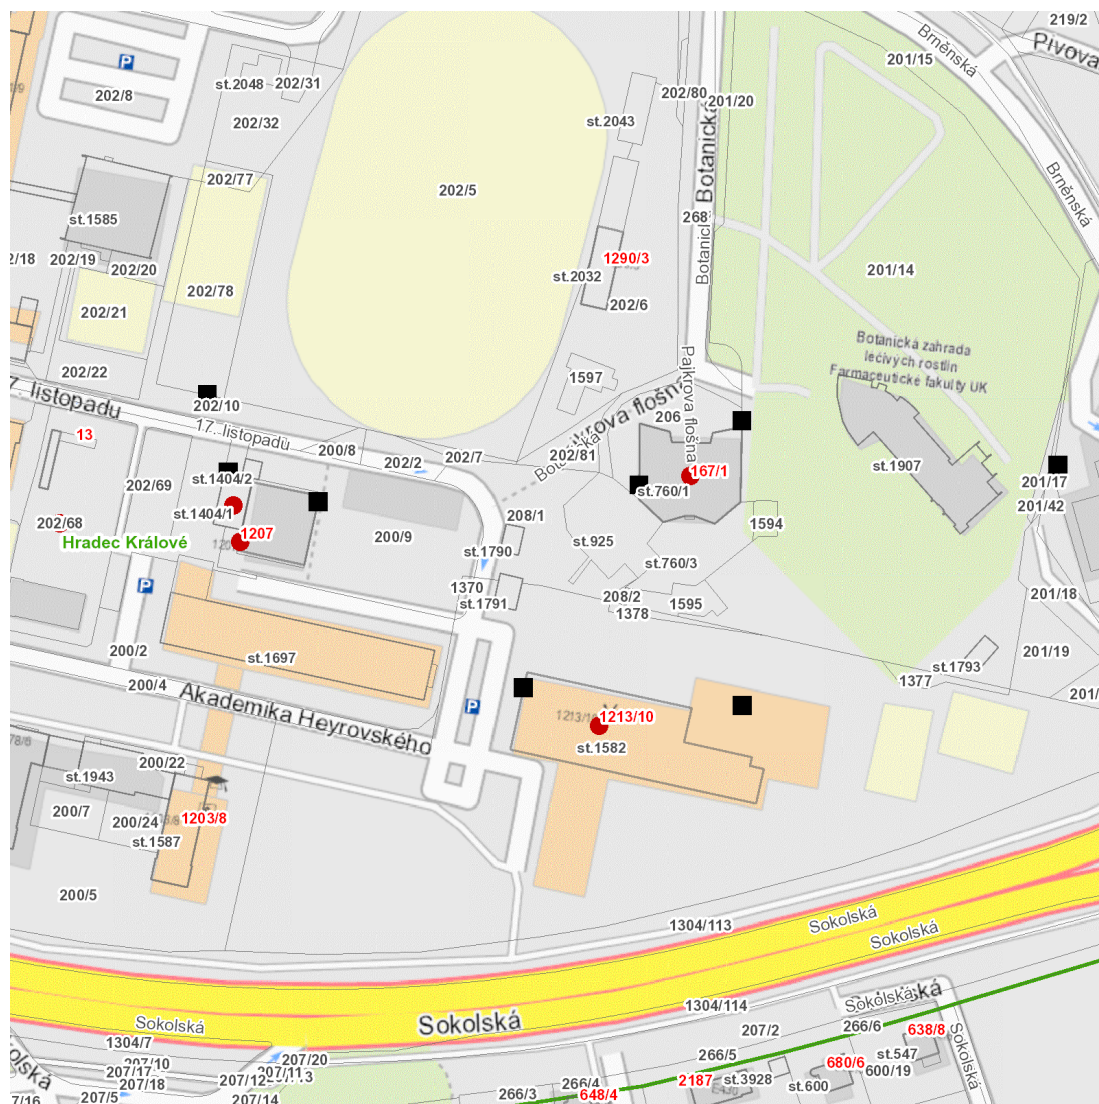 219/2
Brněnská
Pivova
201/15
P
202/8
st.2048
202/31
202/80
201/20
202/32
st.2043
Botanická
Brněnská
202/77
202/5
st.1585
268
Botanická
2/18
202/19
202/20
1290/3
201/14
st.2032
202/78
202/6
202/21
Botanická zahrada
léčivých rostlin
Farmaceutické fakulty UK
202/22
1597
Pajkrova flošna
7. listopadu
202/10
206
17. listopadu
13
200/8
202/2
202/7
202/81
st.1907
167/1
st.1404/2
202/69
st.760/1
201/17
201/42
st.1404/1
208/1
1594
202/68
1207
200/9
Hradec Králové
st.925
st.1790
st.760/3
P
1370
st.1791
208/2
1595
1378
201/18
200/2
st.1697
201/19
st.1793
1377
200/4
201/
Akademika Heyrovského
P
1213/10
st.1582
200/22
st.1943
200/7
200/24
1203/8
st.1587
200/5
1304/113
Sokolská
Sokolská
Sokolská
1304/114
Sokolská
Sokolská
207/2
266/6
638/8
1304/7
207/20
266/5
st.547
Sokolská
207/10
207/17
207/11
207/12
680/6
600/19
207/18
2187
st.3928
st.600
266/4
7/16
207/5
207/14
266/3
648/4